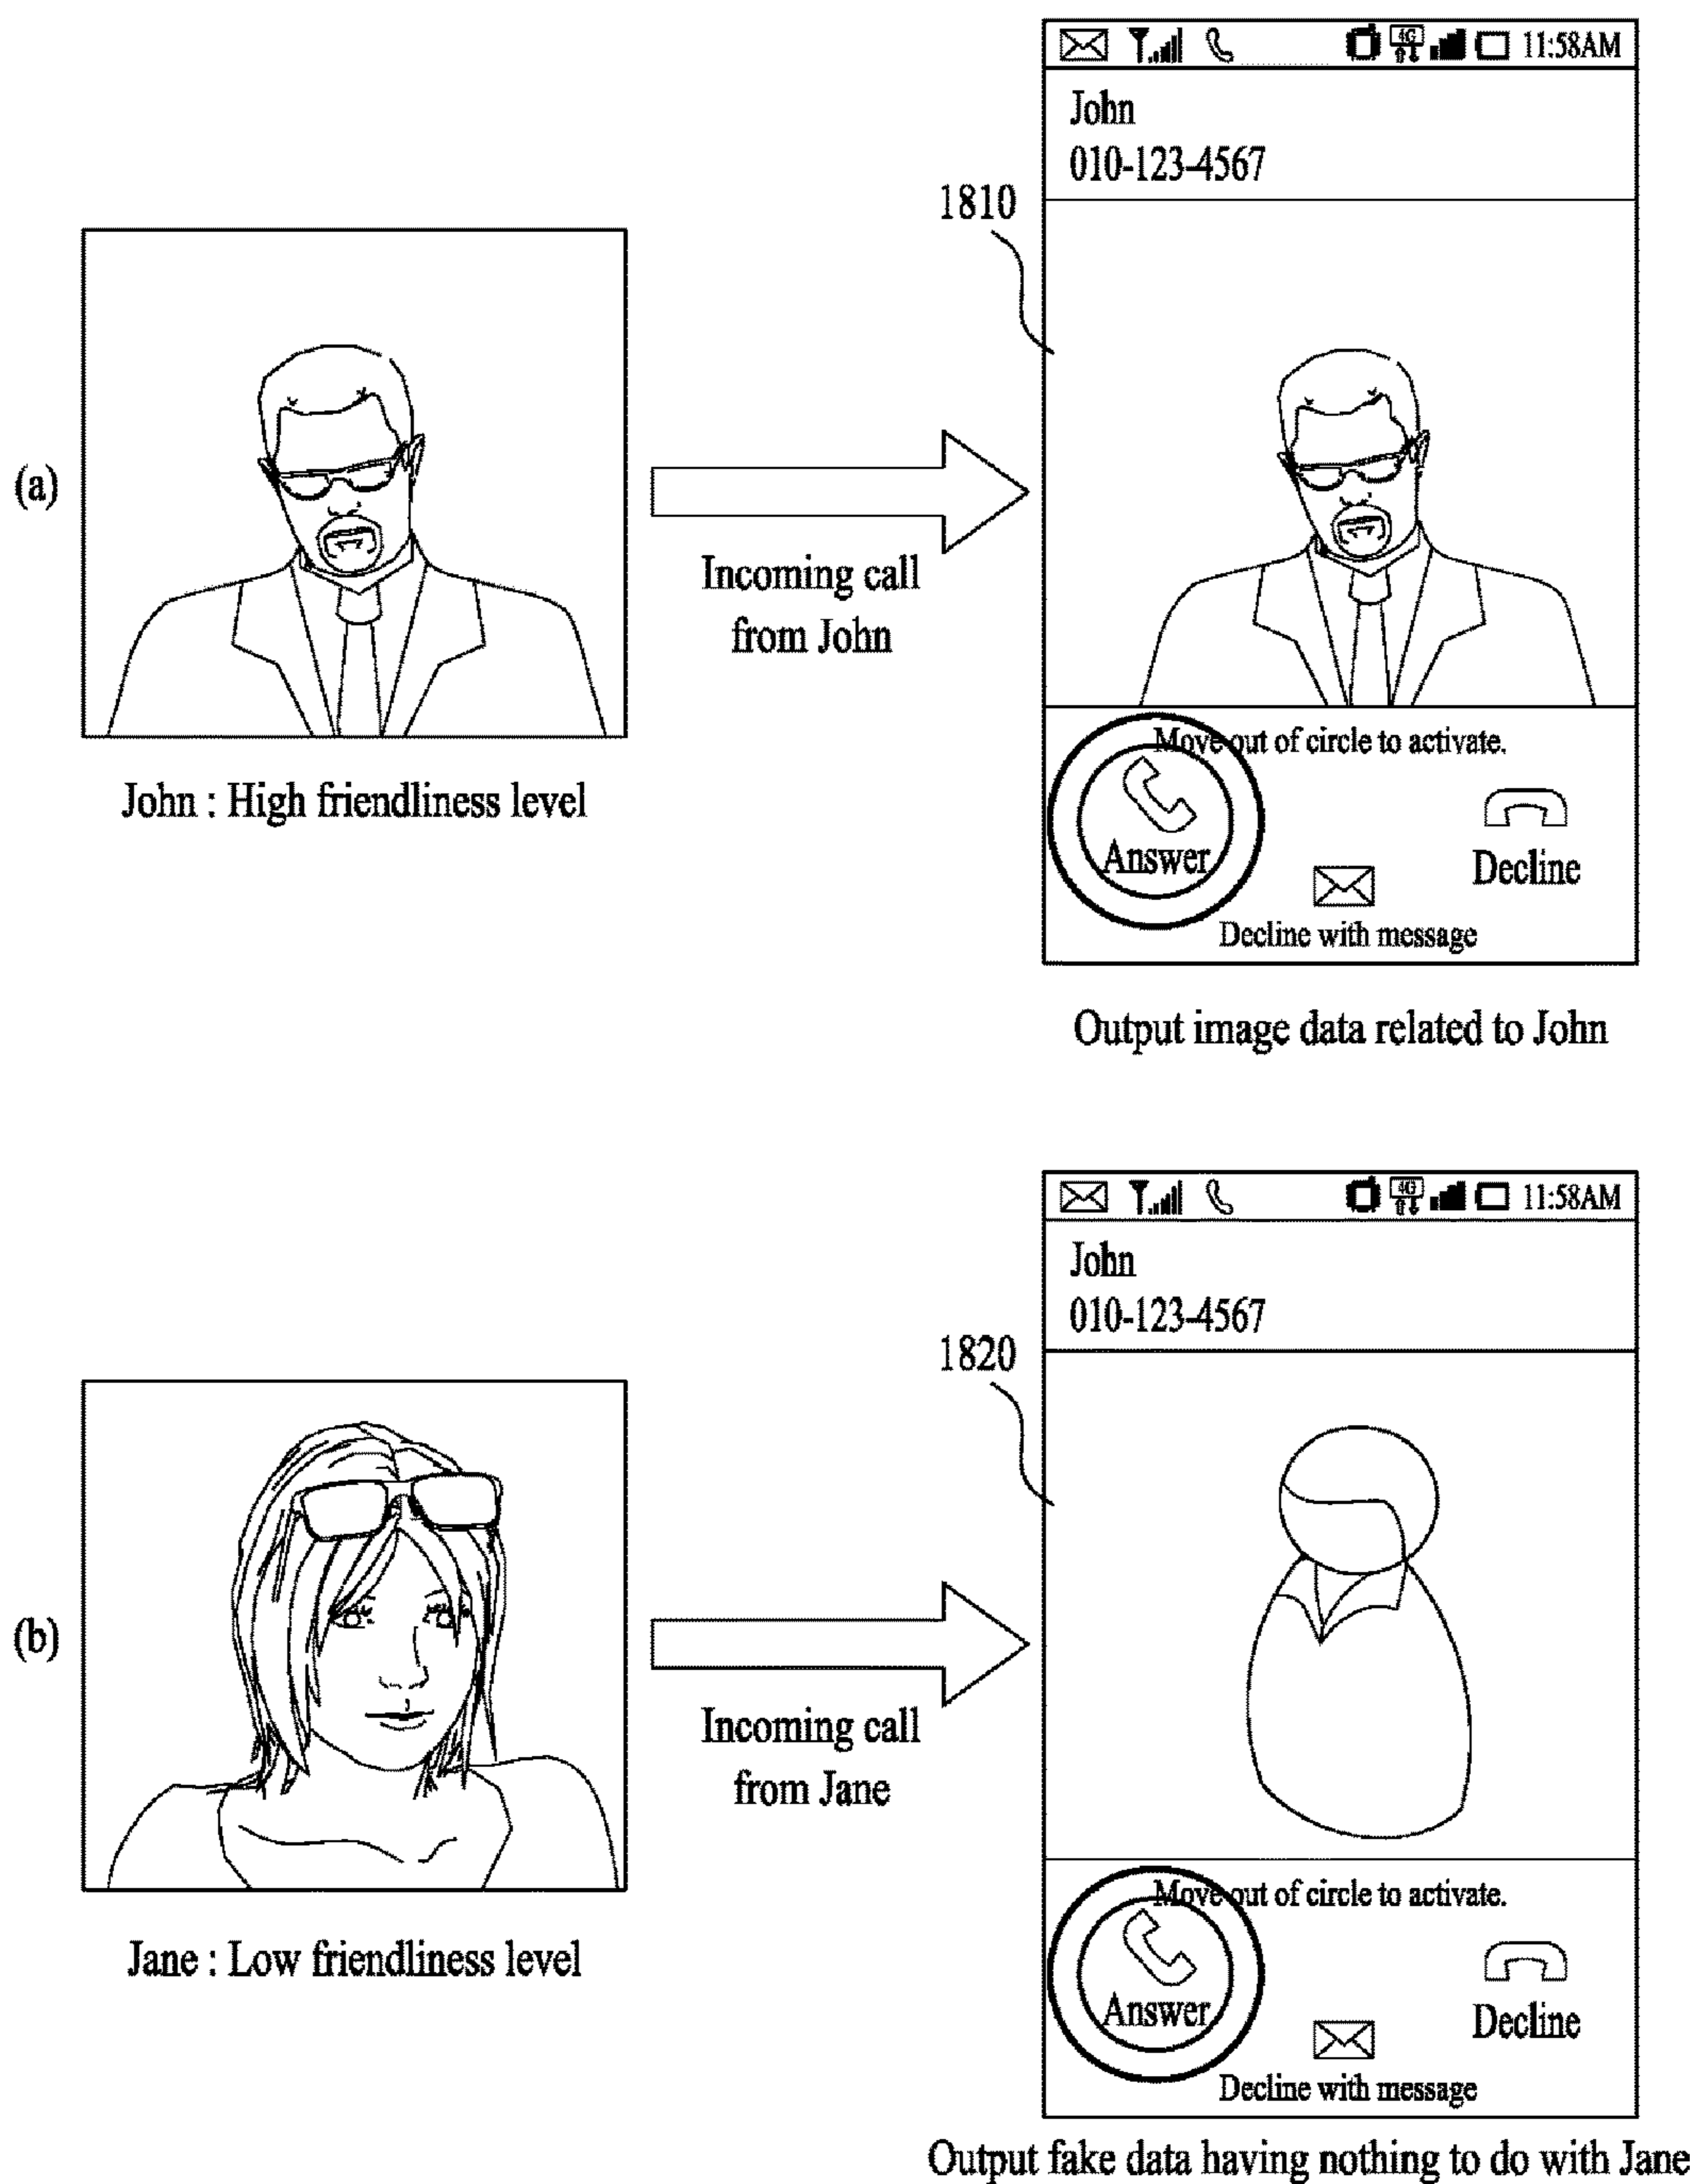 4G 11:58AM
John
010-123-4567
1810
(a)
Incoming call
from John
Move out of circle to activate.
John : High friendliness level
Answer
Decline
Decline with message
Output image data related to John
4G 11:58AM
John
010-123-4567
1820
(b)
Incoming call
from Jane
Move out of circle to activate.
Jane : Low friendliness level
Answer
Decline
Decline with message
Output fake data having nothing to do with Jane